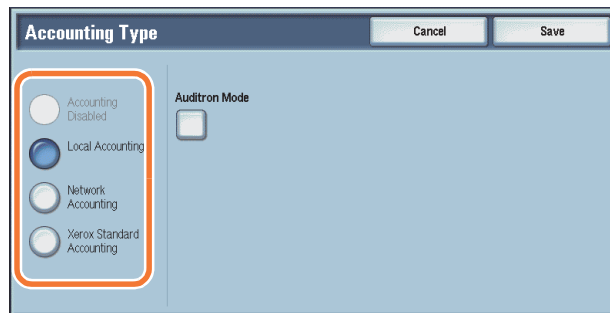 Accounting Type
Cancel
Save
Accounting
Disabled
Local Accounting
Network
Accounting
Xerox Standard
Accounting
Auditron Mode